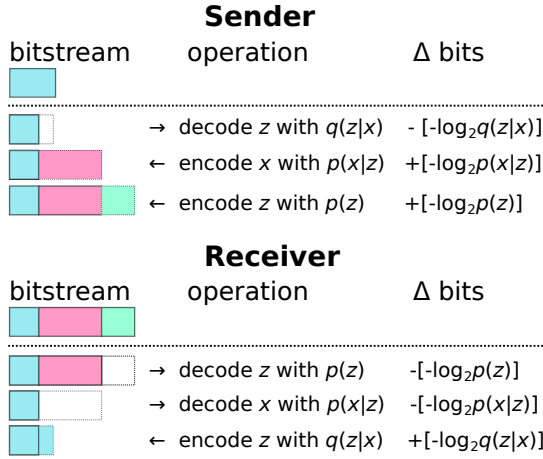 Sender
bitstream operation Δ bits
→ decode z with q(z|x) - [-log₂q(z|x)]
← encode x with p(x|z) +[-log₂p(x|z)]
← encode z with p(z) +[-log₂p(z)]
Receiver
bitstream operation Δ bits
→ decode z with p(z) -[-log₂p(z)]
→ decode x with p(x|z) -[-log₂p(x|z)]
← encode z with q(z|x) +[-log₂q(z|x)]